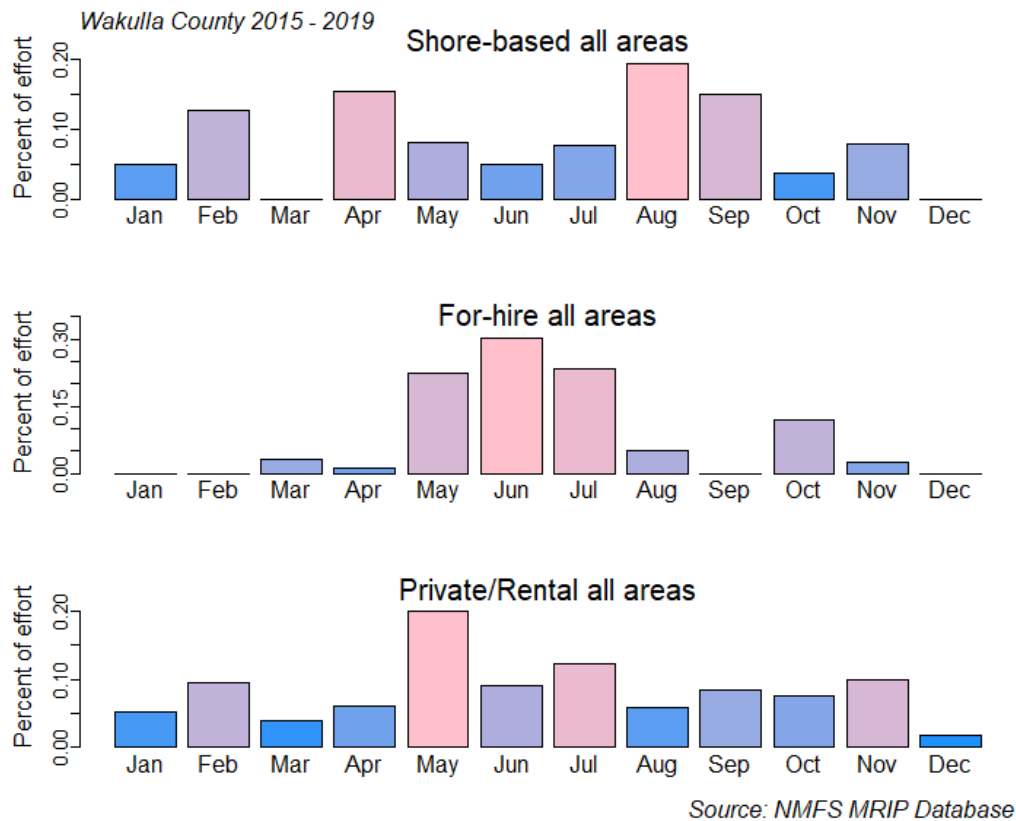 Wakulla County 2015 - 2019
Shore-based all areas
Percent of effort
0.00 0.10 0.20
Jan Feb Mar Apr May Jun Jul Aug Sep Oct Nov Dec
For-hire all areas
Percent of effort
0.00 0.15 0.30
Jan Feb Mar Apr May Jun Jul Aug Sep Oct Nov Dec
Private/Rental all areas
Percent of effort
0.00 0.10 0.20
Jan Feb Mar Apr May Jun Jul Aug Sep Oct Nov Dec
Source: NMFS MRIP Database